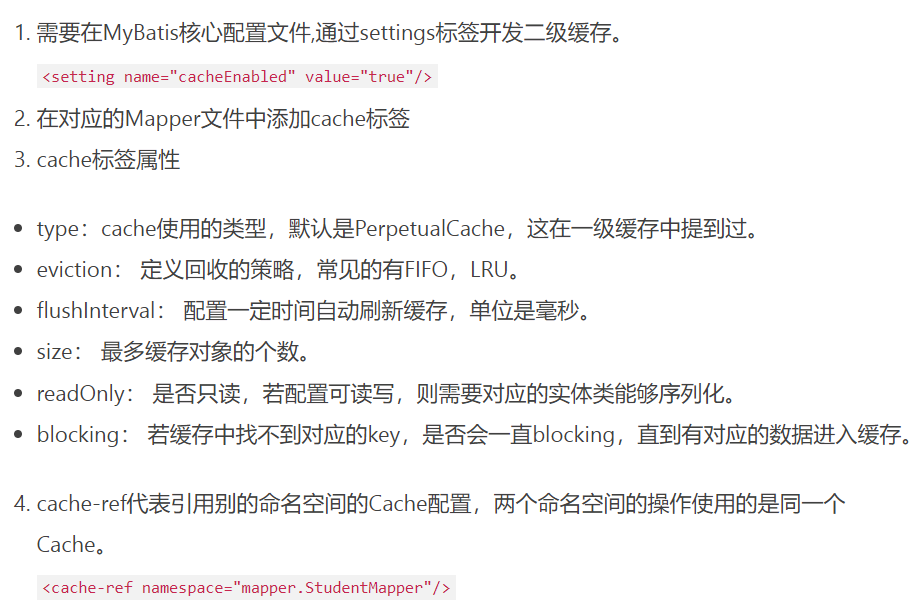 1. 需要在MyBatis核心配置文件,通过settings标签开发二级缓存。
<setting name="cacheEnabled" value="true"/>
2. 在对应的Mapper文件中添加cache标签
3. cache标签属性
• type：cache使用的类型，默认是PerpetualCache，这在一级缓存中提到过。
• eviction： 定义回收的策略，常见的有FIFO，LRU。
• flushInterval： 配置一定时间自动刷新缓存，单位是毫秒。
• size： 最多缓存对象的个数。
• readOnly： 是否只读，若配置可读写，则需要对应的实体类能够序列化。
• blocking： 若缓存中找不到对应的key，是否会一直blocking，直到有对应的数据进入缓存。
4. cache-ref代表引用别的命名空间的Cache配置，两个命名空间的操作使用的是同一个
Cache。
<cache-ref namespace="mapper.StudentMapper"/>